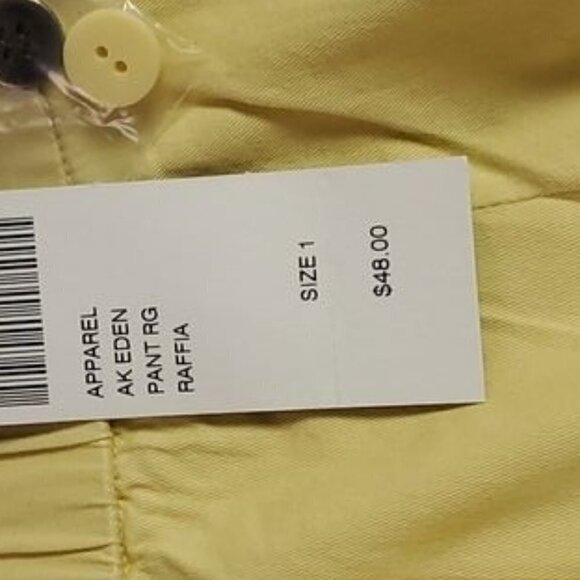 APPAREL
AK EDEN
PANT RG
RAFFIA
SIZE 1
$48.00